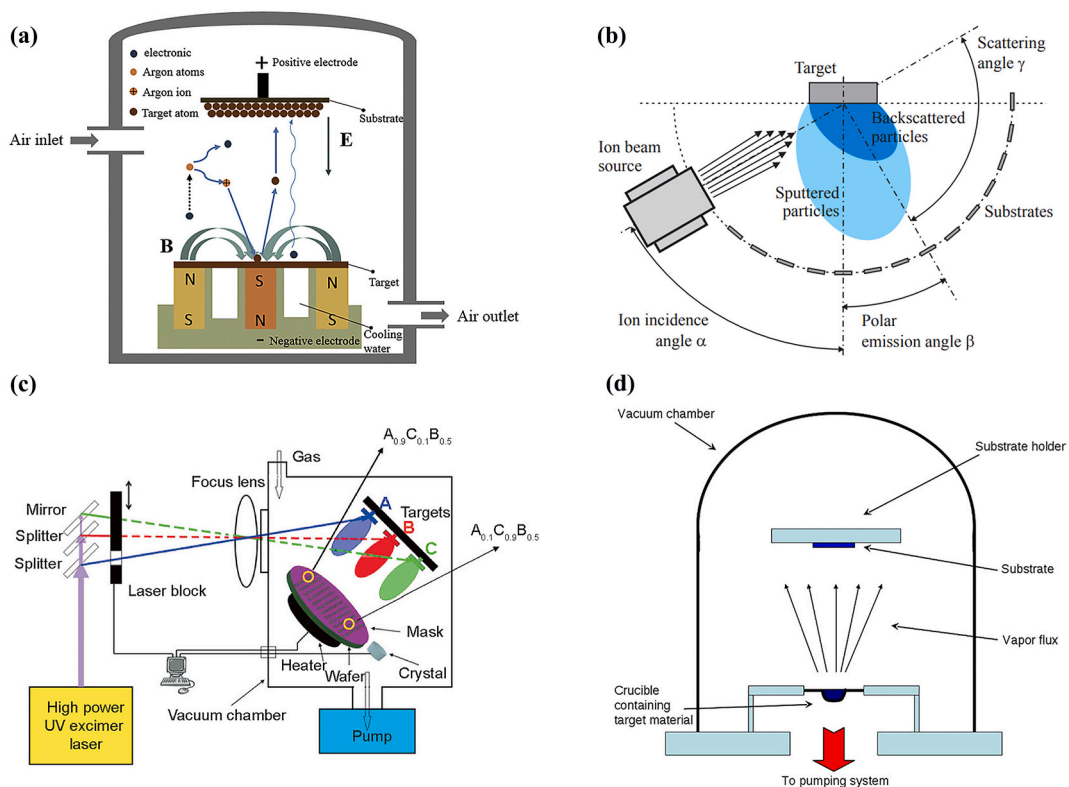 (a)
electronic
Argon atoms
Argon ion
Target atom
+ Positive electrode
Substrate
E
Air inlet
B
N S N
Target
S N S
Air outlet
Cooling
water
− Negative electrode
(b)
Scattering
angle γ
Target
Backscattered
particles
Ion beam
source
Sputtered
particles
Substrates
Ion incidence
angle α
Polar
emission angle β
(c)
A0.9C0.1B0.5
Gas
Focus lens
Mirror
Splitter
Splitter
A
Targets
B
C
A0.1C0.9B0.5
Laser block
Mask
Heater
Wafer
Crystal
Vacuum chamber
High power
UV excimer
laser
Pump
(d)
Vacuum chamber
Substrate holder
Substrate
Vapor flux
Crucible
containing
target material
To pumping system